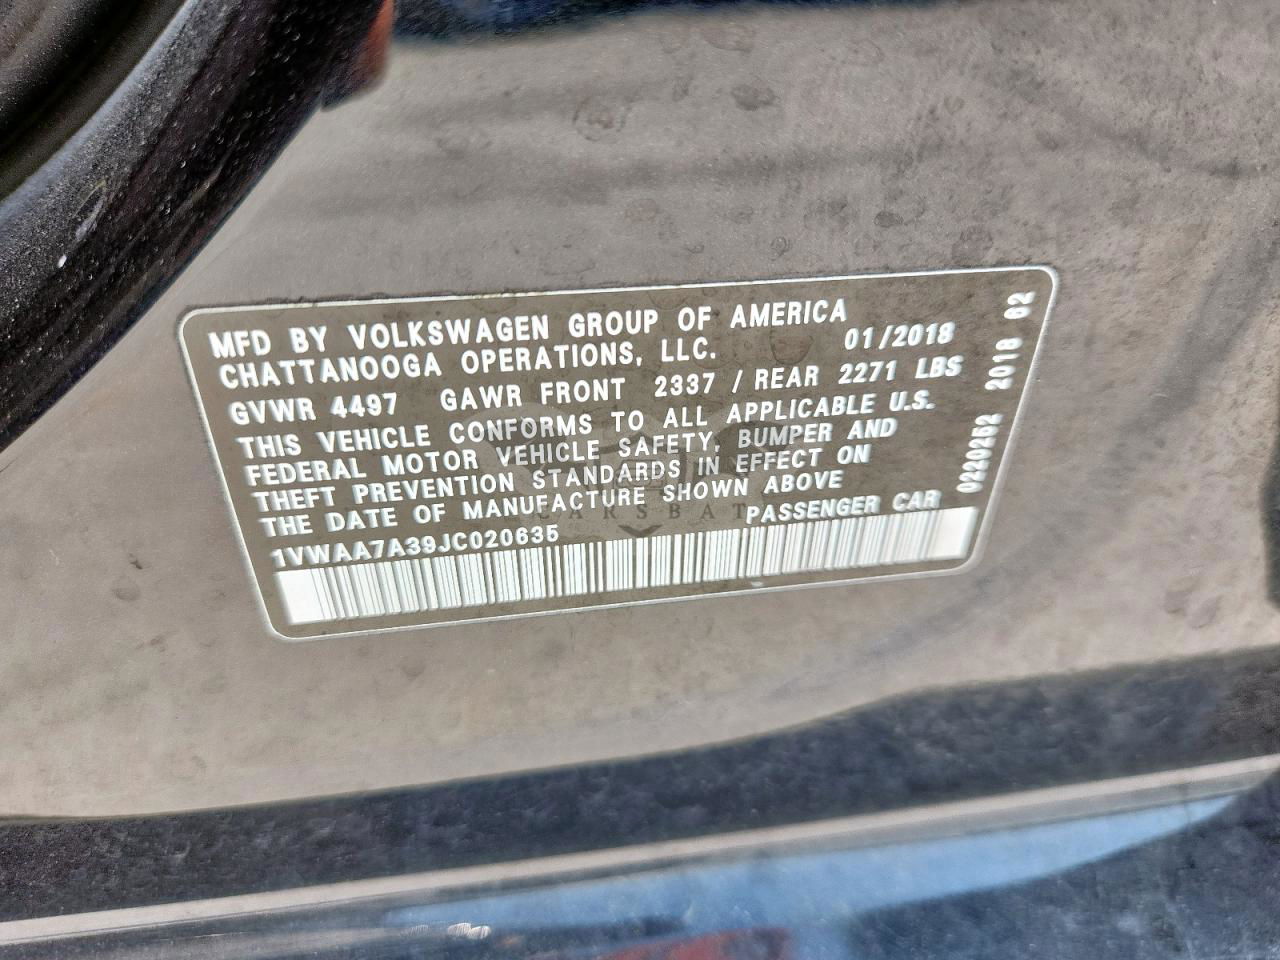 MFD BY VOLKSWAGEN GROUP OF AMERICA
CHATTANOOGA OPERATIONS, LLC. 01/2018
GVWR 4497 GAWR FRONT 2337 / REAR 2271 LBS
THIS VEHICLE CONFORMS TO ALL APPLICABLE U.S.
FEDERAL MOTOR VEHICLE SAFETY, BUMPER AND
THEFT PREVENTION STANDARDS IN EFFECT ON
THE DATE OF MANUFACTURE SHOWN ABOVE
1VWAA7A39JC020635 PASSENGER CAR
0220252 2018 02
CARSBAT